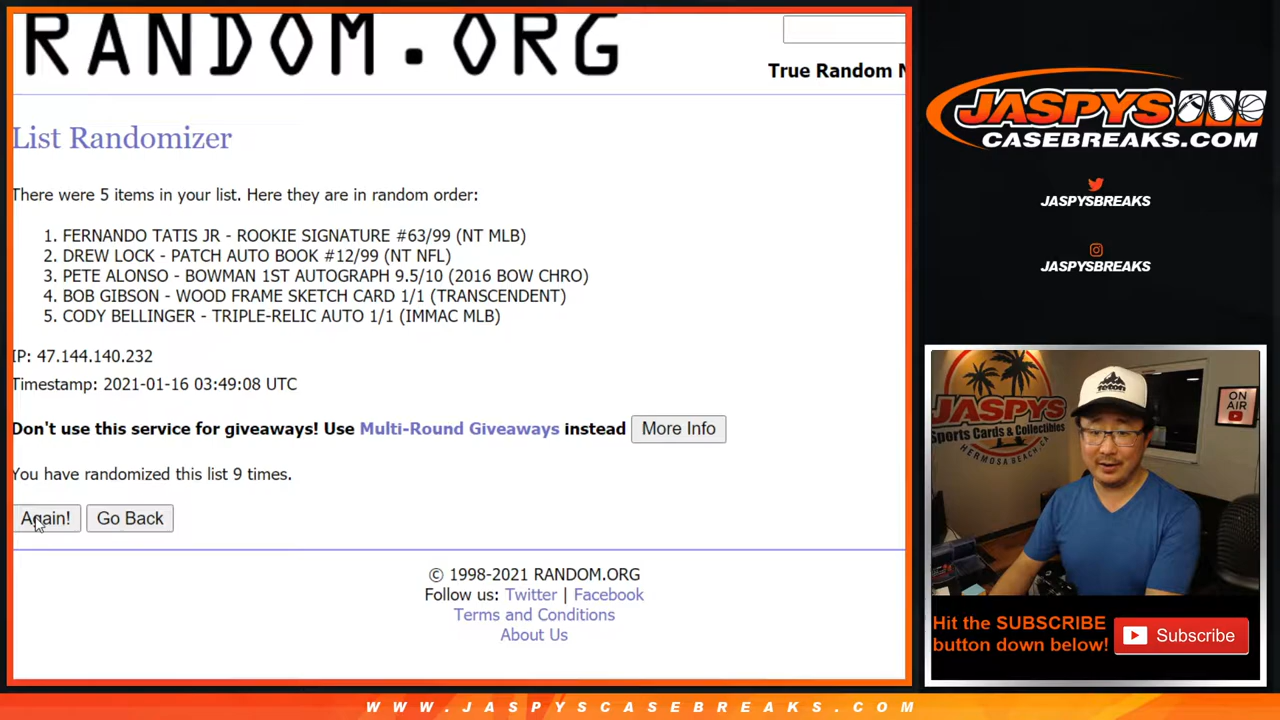 RANDOM.ORG
True Random N
List Randomizer
There were 5 items in your list. Here they are in random order:
1. FERNANDO TATIS JR - ROOKIE SIGNATURE #63/99 (NT MLB)
2. DREW LOCK - PATCH AUTO BOOK #12/99 (NT NFL)
3. PETE ALONSO - BOWMAN 1ST AUTOGRAPH 9.5/10 (2016 BOW CHRO)
4. BOB GIBSON - WOOD FRAME SKETCH CARD 1/1 (TRANSCENDENT)
5. CODY BELLINGER - TRIPLE-RELIC AUTO 1/1 (IMMAC MLB)
IP: 47.144.140.232
Timestamp: 2021-01-16 03:49:08 UTC
Don't use this service for giveaways! Use Multi-Round Giveaways instead More Info
You have randomized this list 9 times.
Again! Go Back
© 1998-2021 RANDOM.ORG
Follow us: Twitter | Facebook
Terms and Conditions
About Us
JASPYS
CASEBREAKS.COM
JASPYSBREAKS
JASPYSBREAKS
JASPYS
Sports Cards & Collectibles
HERMOSA BEACH, CA
teton
ON
AIR
Hit the SUBSCRIBE
button down below!
Subscribe
WWW.JASPYSCASEBREAKS.COM